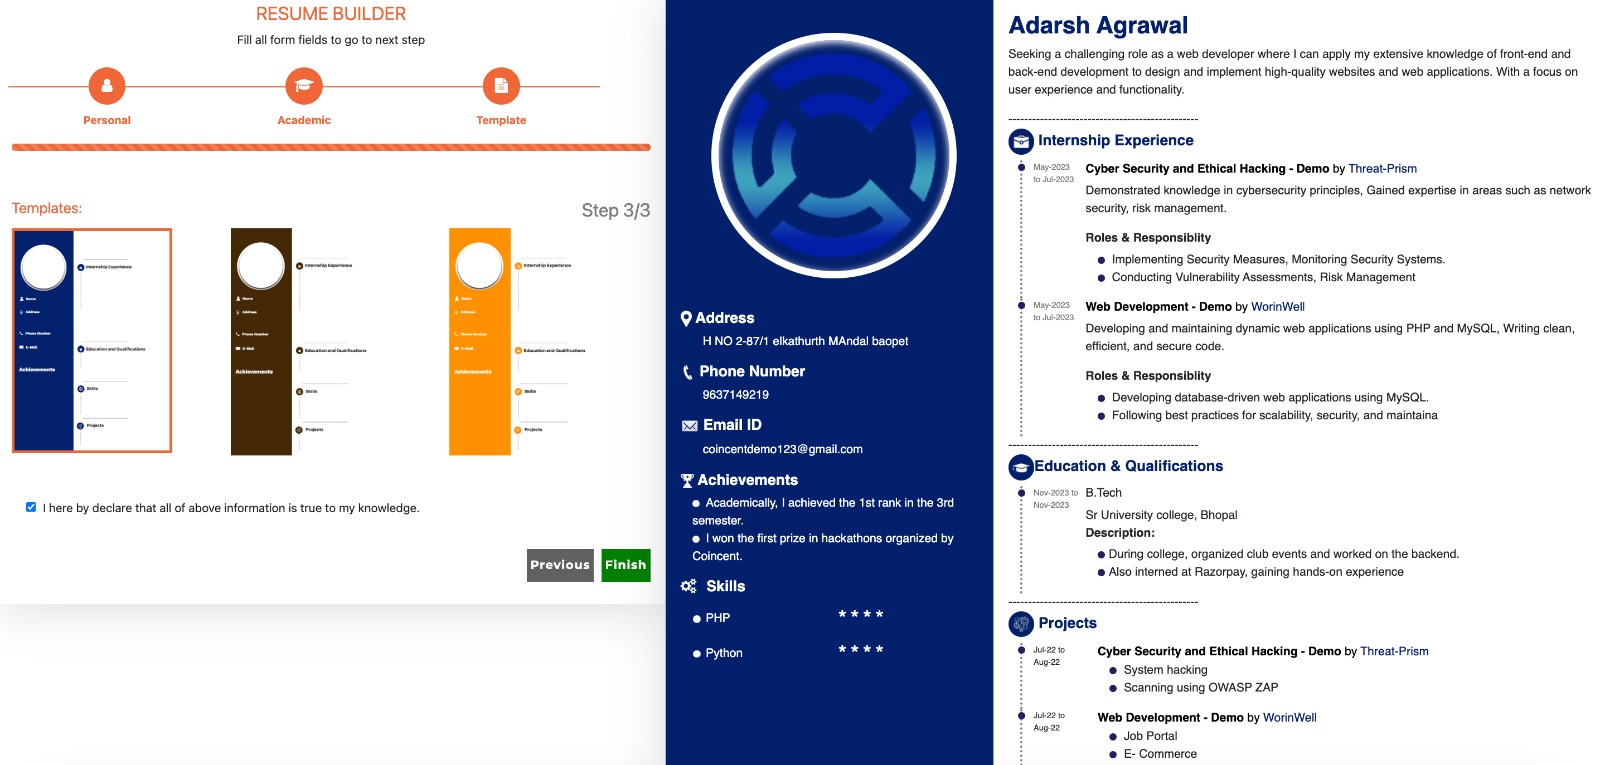 RESUME BUILDER
Fill all form fields to go to next step
Personal
Academic
Template
Templates:
Step 3/3
Internship Experience
Name
Address
Phone Number
E-Mail
Education and Qualifications
Achievements
Skills
Projects
Internship Experience
Name
Address
Phone Number
E-Mail
Education and Qualifications
Achievements
Skills
Projects
Internship Experience
Name
Address
Phone Number
E-Mail
Education and Qualifications
Achievements
Skills
Projects
I here by declare that all of above information is true to my knowledge.
Previous
Finish
Address
H NO 2-87/1 elkathurth MAndal baopet
Phone Number
9637149219
Email ID
coincentdemo123@gmail.com
Achievements
Academically, I achieved the 1st rank in the 3rd
semester.
I won the first prize in hackathons organized by
Coincent.
Skills
PHP * * * *
Python * * * *
Adarsh Agrawal
Seeking a challenging role as a web developer where I can apply my extensive knowledge of front-end and
back-end development to design and implement high-quality websites and web applications. With a focus on
user experience and functionality.
Internship Experience
May-2023
to Jul-2023
Cyber Security and Ethical Hacking - Demo by Threat-Prism
Demonstrated knowledge in cybersecurity principles, Gained expertise in areas such as network
security, risk management.
Roles & Responsiblity
Implementing Security Measures, Monitoring Security Systems.
Conducting Vulnerability Assessments, Risk Management
May-2023
to Jul-2023
Web Development - Demo by WorinWell
Developing and maintaining dynamic web applications using PHP and MySQL, Writing clean,
efficient, and secure code.
Roles & Responsiblity
Developing database-driven web applications using MySQL.
Following best practices for scalability, security, and maintaina
Education & Qualifications
Nov-2023 to
Nov-2023
B.Tech
Sr University college, Bhopal
Description:
During college, organized club events and worked on the backend.
Also interned at Razorpay, gaining hands-on experience
Projects
Jul-22 to
Aug-22
Cyber Security and Ethical Hacking - Demo by Threat-Prism
System hacking
Scanning using OWASP ZAP
Jul-22 to
Aug-22
Web Development - Demo by WorinWell
Job Portal
E- Commerce